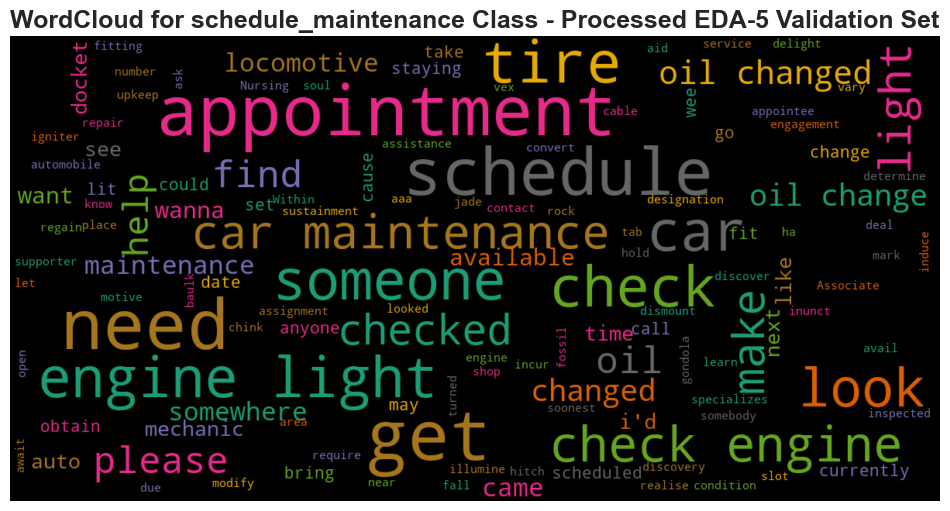 WordCloud for schedule_maintenance Class - Processed EDA-5 Validation Set
fitting
docket
locomotive
take
staying
tire
aid
service
delight
oil changed
vary
light
number
ask
Nursing
soul
vex
wee
upkeep
appointment
cable
appointee
engagement
repair
igniter
assistance
convert
go
change
see
automobile
find
cause
schedule
determine
want
lit
help
could
set
Within
aaa
jade
contact
rock
designation
oil change
know
wanna
sustainment
regain
place
car maintenance
car
tab
hold
fit
ha
deal
mark
induce
supporter
maintenance
available
discover
like
Associate
let
baulk
date
someone
check
dismount
make
next
inunct
motive
assignment
looked
need
chink
anyone
checked
time
call
fossil
oil
gondola
learn
avail
open
engine light
engine
shop
incur
changed
specializes
look
turned
somewhere
may
soonest
i'd
somebody
inspected
obtain
mechanic
area
get
check engine
await
auto
please
require
bring
near
illumine
hitch
scheduled
discovery
slot
currently
due
modify
fall
came
realise
condition